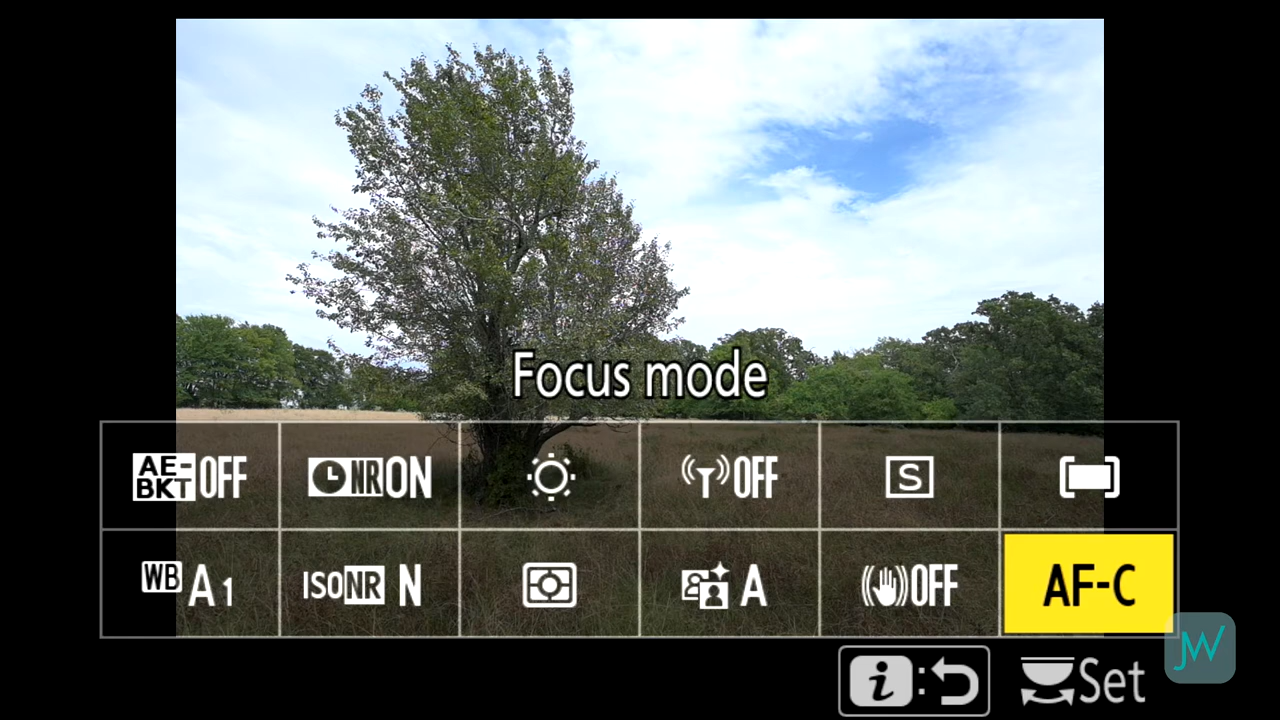 Focus mode
AE-BKT OFF
NR ON
OFF
S
WB A1
ISO NR N
A
OFF
AF-C
i : Set
JW